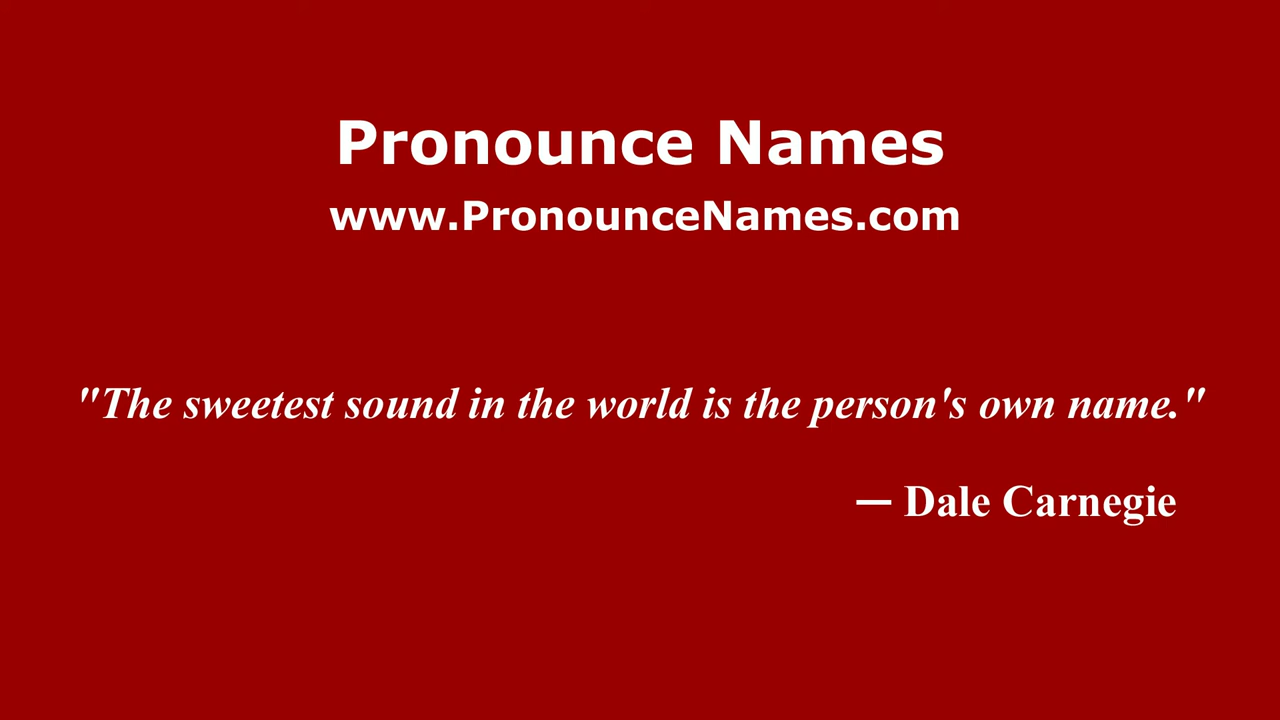 Pronounce Names
www.PronounceNames.com
"The sweetest sound in the world is the person's own name."
— Dale Carnegie